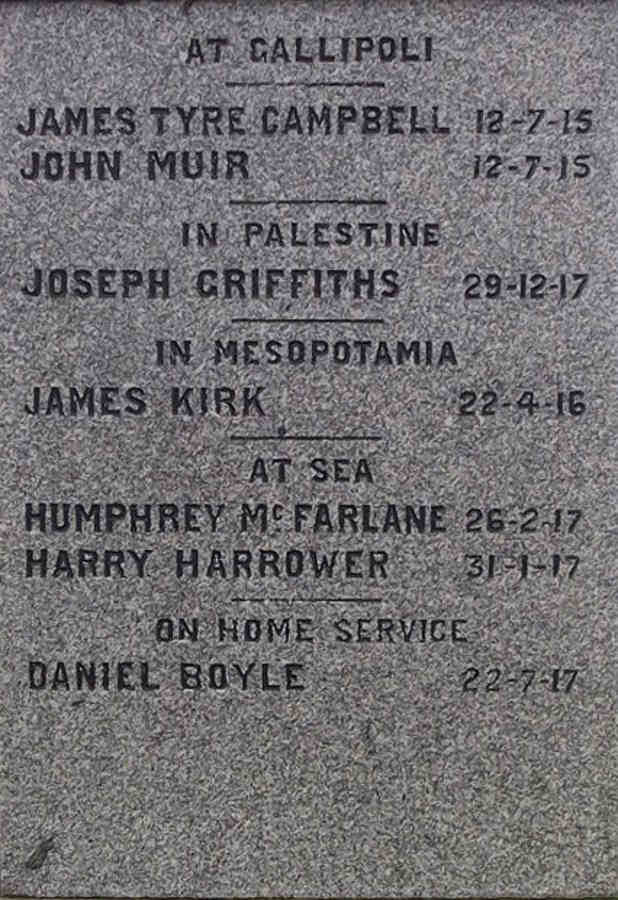 AT GALLIPOLI
JAMES TYRE CAMPBELL 12-7-15
JOHN MUIR 12-7-15
IN PALESTINE
JOSEPH GRIFFITHS 29-12-17
IN MESOPOTAMIA
JAMES KIRK 22-4-16
AT SEA
HUMPHREY McFARLANE 26-2-17
HARRY HARROWER 31-1-17
ON HOME SERVICE
DANIEL BOYLE 22-7-17